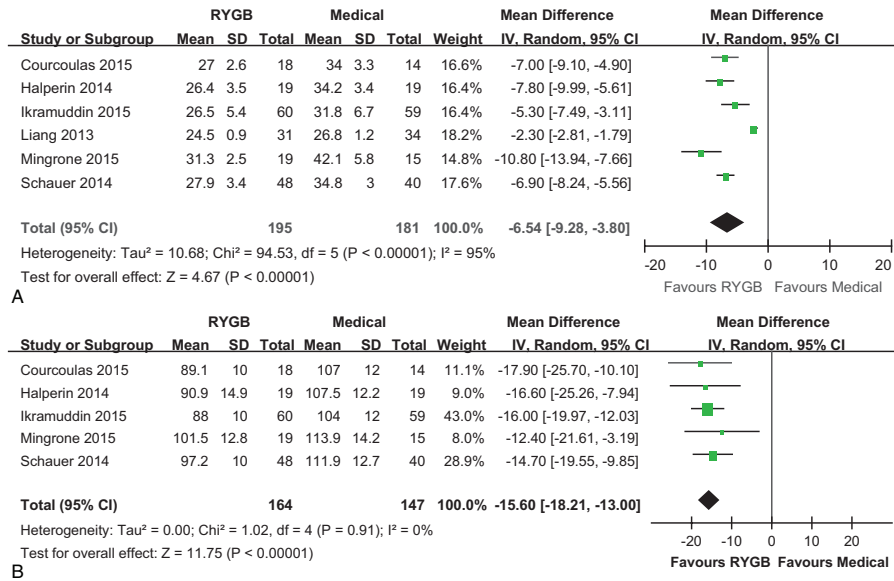 RYGB Medical Mean Difference Mean Difference
Study or Subgroup Mean SD Total Mean SD Total Weight IV, Random, 95% CI IV, Random, 95% CI
Courcoulas 2015 27 2.6 18 34 3.3 14 16.6% -7.00 [-9.10, -4.90]
Halperin 2014 26.4 3.5 19 34.2 3.4 19 16.4% -7.80 [-9.99, -5.61]
Ikramuddin 2015 26.5 5.4 60 31.8 6.7 59 16.4% -5.30 [-7.49, -3.11]
Liang 2013 24.5 0.9 31 26.8 1.2 34 18.2% -2.30 [-2.81, -1.79]
Mingrone 2015 31.3 2.5 19 42.1 5.8 15 14.8% -10.80 [-13.94, -7.66]
Schauer 2014 27.9 3.4 48 34.8 3 40 17.6% -6.90 [-8.24, -5.56]
Total (95% CI) 195 181 100.0% -6.54 [-9.28, -3.80]
Heterogeneity: Tau² = 10.68; Chi² = 94.53, df = 5 (P < 0.00001); I² = 95%
Test for overall effect: Z = 4.67 (P < 0.00001)
-20 -10 0 10 20
Favours RYGB Favours Medical
A
RYGB Medical Mean Difference Mean Difference
Study or Subgroup Mean SD Total Mean SD Total Weight IV, Random, 95% CI IV, Random, 95% CI
Courcoulas 2015 89.1 10 18 107 12 14 11.1% -17.90 [-25.70, -10.10]
Halperin 2014 90.9 14.9 19 107.5 12.2 19 9.0% -16.60 [-25.26, -7.94]
Ikramuddin 2015 88 10 60 104 12 59 43.0% -16.00 [-19.97, -12.03]
Mingrone 2015 101.5 12.8 19 113.9 14.2 15 8.0% -12.40 [-21.61, -3.19]
Schauer 2014 97.2 10 48 111.9 12.7 40 28.9% -14.70 [-19.55, -9.85]
Total (95% CI) 164 147 100.0% -15.60 [-18.21, -13.00]
Heterogeneity: Tau² = 0.00; Chi² = 1.02, df = 4 (P = 0.91); I² = 0%
Test for overall effect: Z = 11.75 (P < 0.00001)
-20 -10 0 10 20
Favours RYGB Favours Medical
B